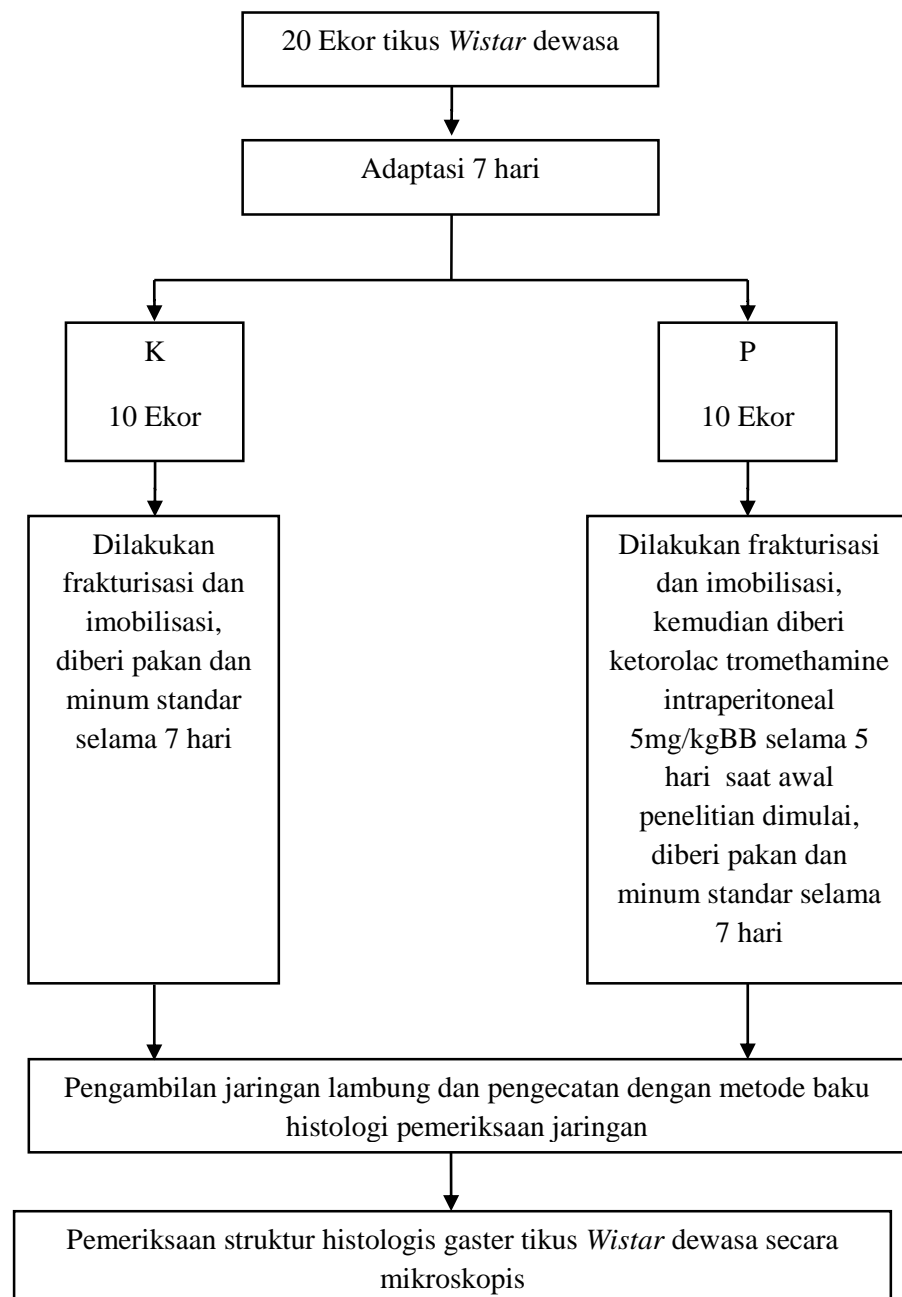 20 Ekor tikus Wistar dewasa
Adaptasi 7 hari
K
10 Ekor
P
10 Ekor
Dilakukan
frakturisasi dan
imobilisasi,
diberi pakan dan
minum standar
selama 7 hari
Dilakukan frakturisasi
dan imobilisasi,
kemudian diberi
ketorolac tromethamine
intraperitoneal
5mg/kgBB selama 5
hari saat awal
penelitian dimulai,
diberi pakan dan
minum standar selama
7 hari
Pengambilan jaringan lambung dan pengecatan dengan metode baku
histologi pemeriksaan jaringan
Pemeriksaan struktur histologis gaster tikus Wistar dewasa secara
mikroskopis